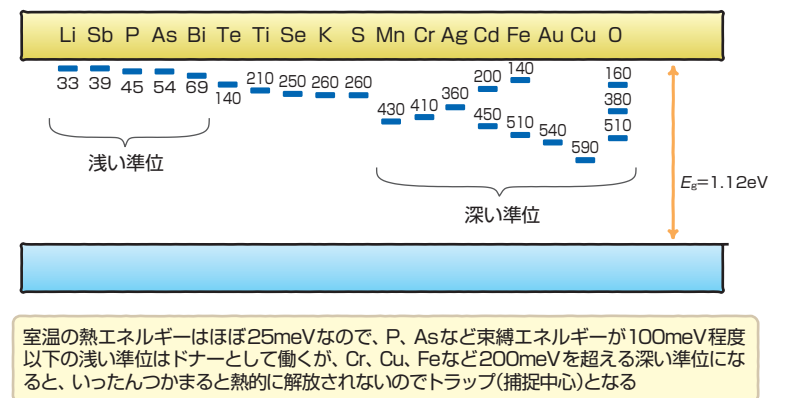 Li Sb P As Bi Te Ti Se K S Mn Cr Ag Cd Fe Au Cu O
33 39 45 54 69 140 210 250 260 260 430 410 360 200 140 160
450 510 540 590 380
510
浅い準位
深い準位
Eg=1.12eV
室温の熱エネルギーはほぼ25meVなので、P、Asなど束縛エネルギーが100meV程度
以下の浅い準位はドナーとして働くが、Cr、Cu、Feなど200meVを超える深い準位にな
ると、いったんつかまると熱的に解放されないのでトラップ(捕捉中心)となる